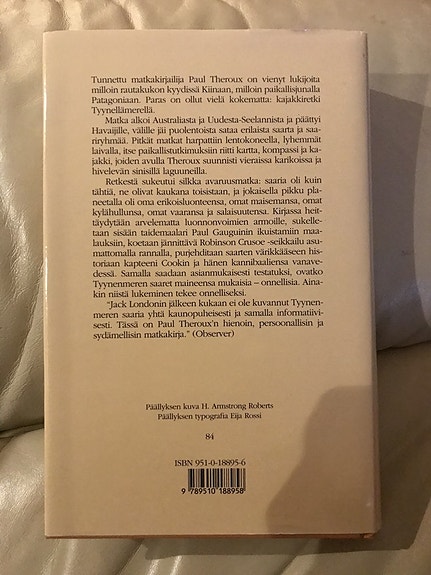 Tunnettu matkakirjailija Paul Theroux on vienyt lukijoita
milloin rautakukon kyydissä Kiinaan, milloin paikallisjunalla
Patagoniaan. Paras on ollut vielä kokematta: kajakkiretki
Tyynellämerellä.
Matka alkoi Australiasta ja Uudesta-Seelannista ja päättyi
Havaijille, välille jäi puolentoista sataa erilaista saarta ja saa-
riryhmää. Pitkät matkat harpattiin lentokoneella, lyhemmät
laivalla, itse paikallistutkimuksiin riitti kartta, kompassi ja ka-
jakki, joiden avulla Theroux suunnisti vieraissa karikoissa ja
hivelevän sinisillä laguuneilla.
Retkestä sukeutui silkka avaruusmatka: saaria oli kuin
tähtiä, ne olivat kaukana toisistaan, ja jokaisella pikku pla-
neetalla oli oma erikoisluonteensa, omat maisemansa, omat
kylähullunsa, omat vaaransa ja salaisuutensa. Kirjassa heit-
täydytään arvelematta luonnonvoimien armoille, sukelle-
taan sisään taidemaalari Paul Gauguinin ikuistamiin maa-
lauksiin, koetaan jännittävä Robinson Crusoe -seikkailu asu-
mattomalla rannalla, purjehditaan saarten värikkääseen his-
toriaan kapteeni Cookin ja hänen kannibaaliensa vanave-
dessä. Samalla saadaan asianmukaisesti testatuksi, ovatko
Tyynenmeren saaret maineensa mukaisia – onnellisia. Aina-
kin niistä lukeminen tekee onnelliseksi.
"Jack Londonin jälkeen kukaan ei ole kuvannut Tyynen-
meren saaria yhtä kaunopuheisesti ja samalla informatiivi-
sesti. Tässä on Paul Theroux'n hienoin, persoonallisin ja
sydämellisin matkakirja." (Observer)
Päällyksen kuva H. Armstrong Roberts
Päällyksen typografia Eija Rossi
84
ISBN 951-0-18895-6
9 789510 188958